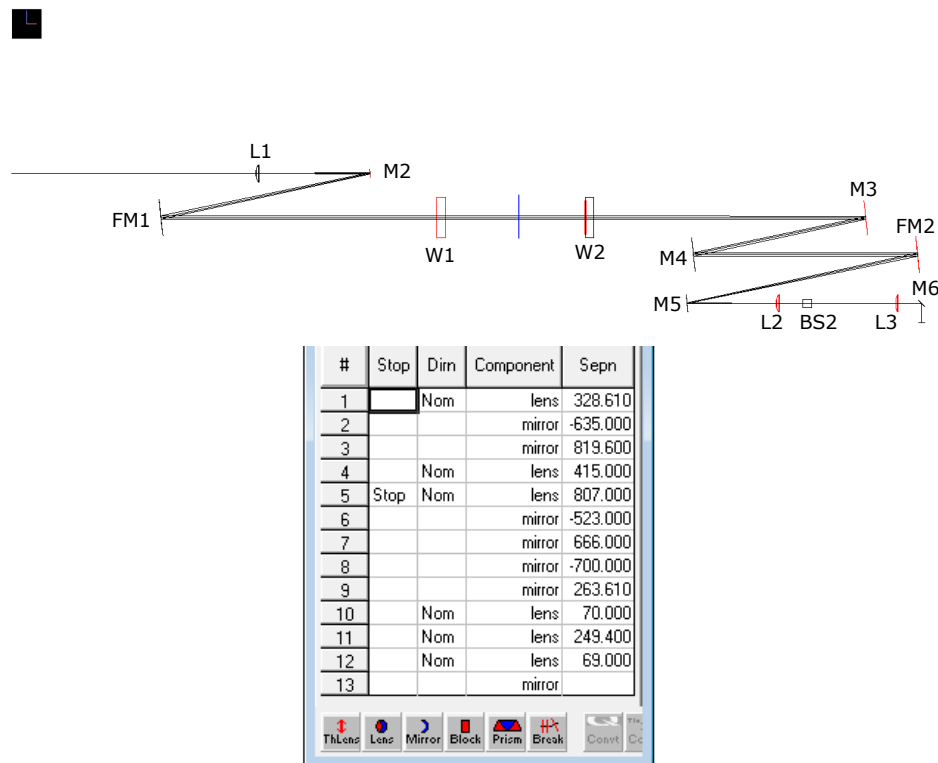 L1
M2
FM1
M3
FM2
W1
W2
M4
M6
M5
L2 BS2 L3
# Stop Dirn Component Sepn
1 Nom lens 328.610
2 mirror -635.000
3 mirror 819.600
4 Nom lens 415.000
5 Stop Nom lens 807.000
6 mirror -523.000
7 mirror 666.000
8 mirror -700.000
9 mirror 263.610
10 Nom lens 70.000
11 Nom lens 249.400
12 Nom lens 69.000
13 mirror
ThLens Lens Mirror Block Prism Break Convt